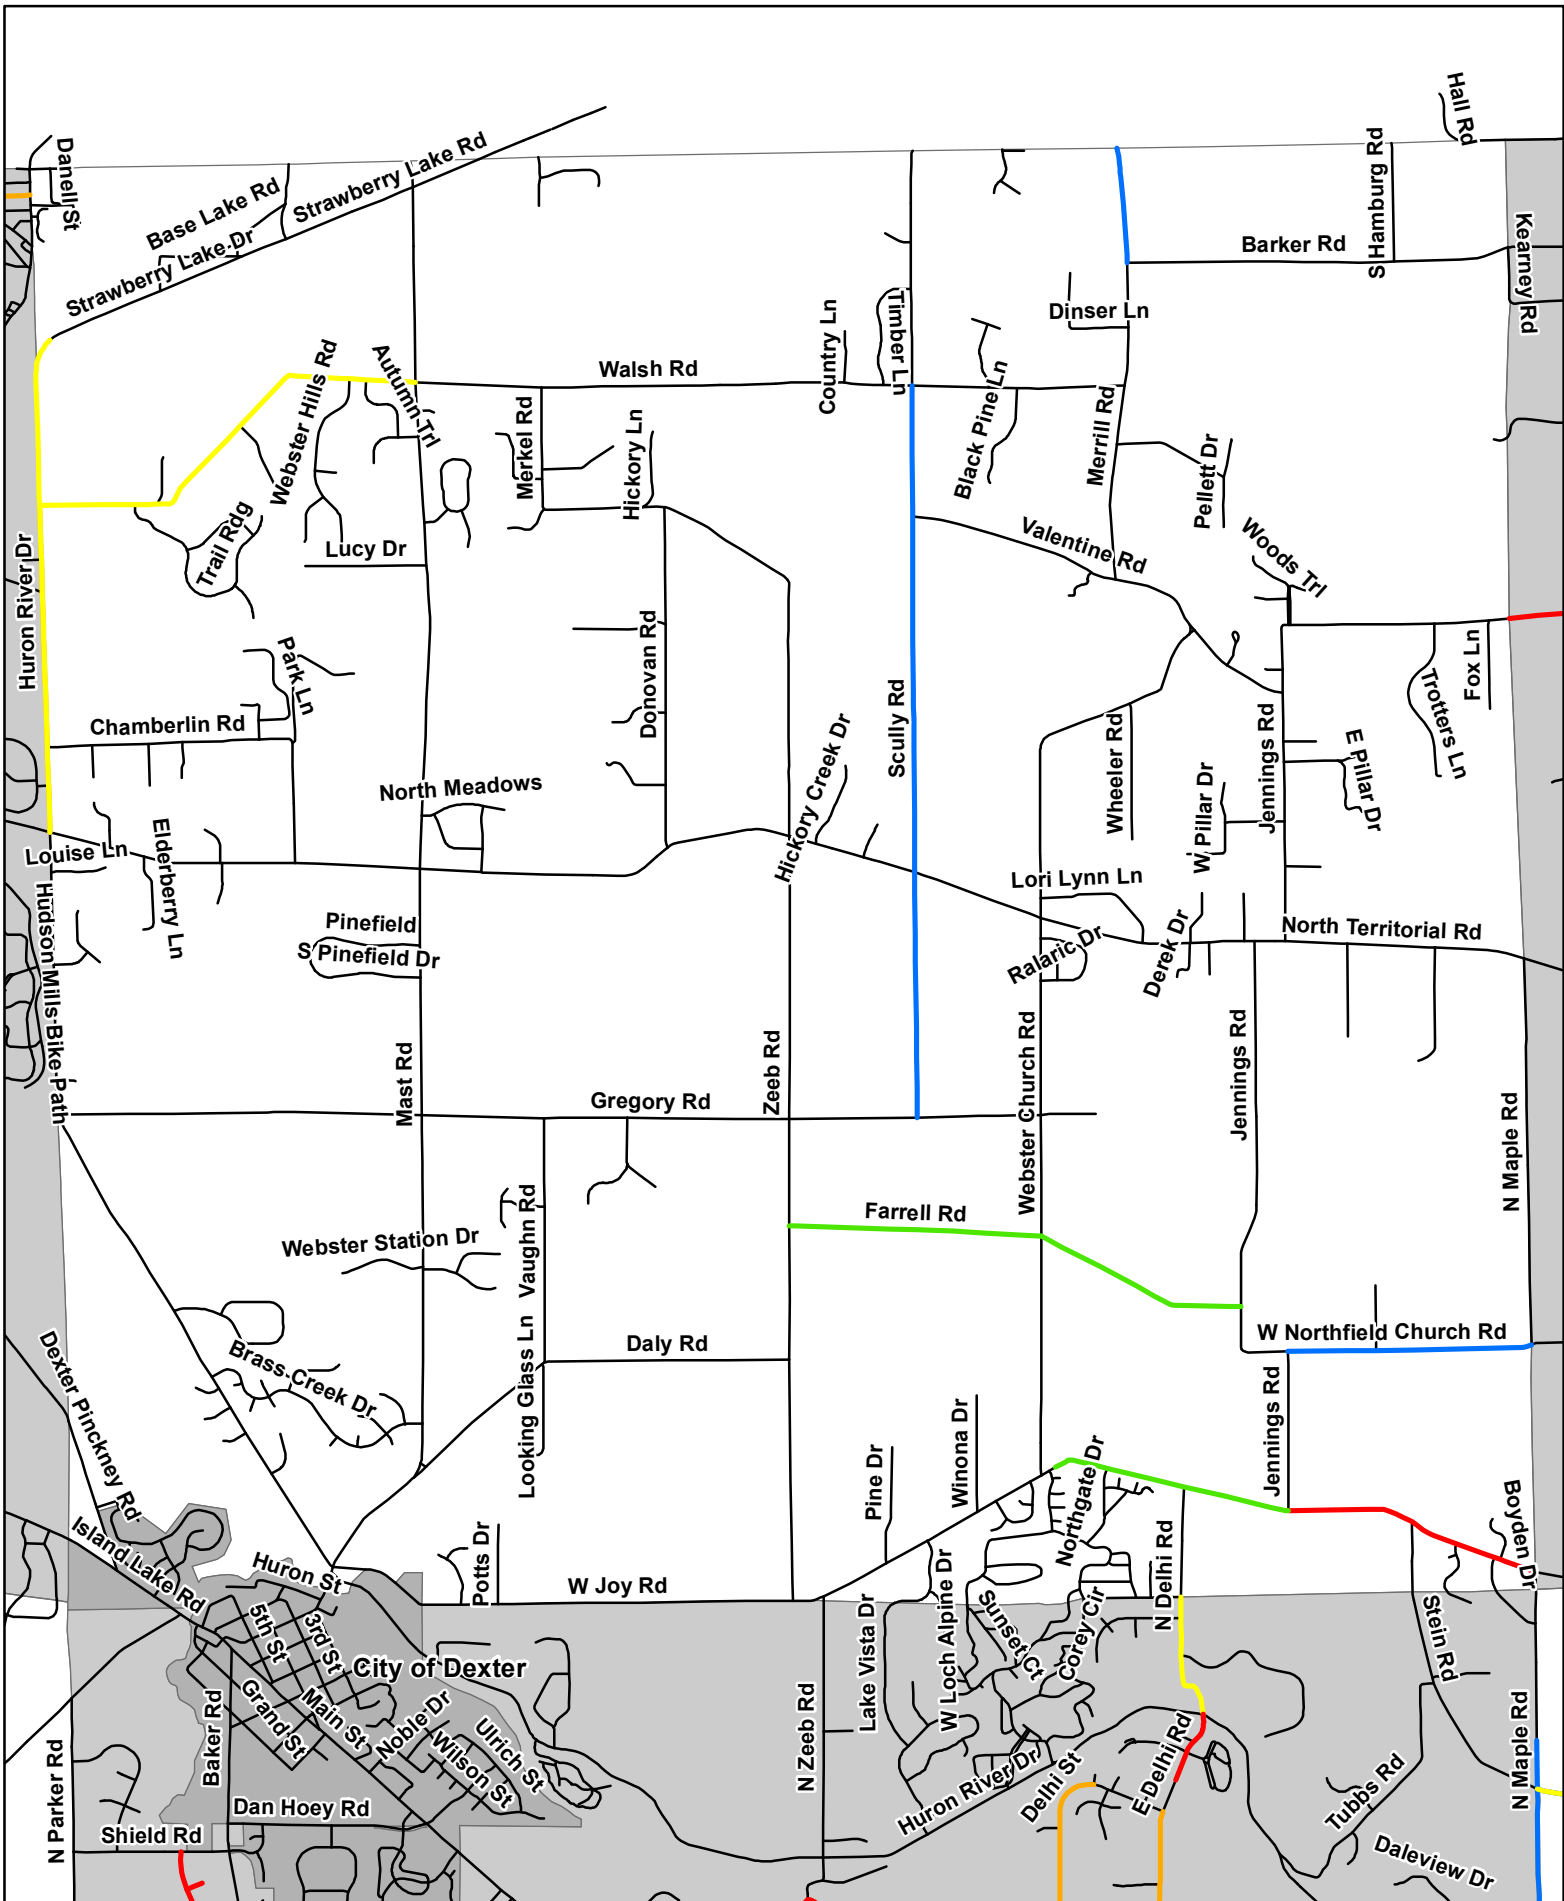 Hall Rd
Danell St
Strawberry Lake Rd
Base Lake Rd
S Hamburg Rd
Kearney Rd
Barker Rd
Strawberry Lake Dr
Dinser Ln
Timber Ln
Country Ln
Walsh Rd
Autumn Trl
Webster Hills Rd
Black Pine Ln
Merrill Rd
Merkel Rd
Hickory Ln
Pellett Dr
Valentine Rd
Woods Trl
Trail Rdg
Lucy Dr
Huron River Dr
Park Ln
Donovan Rd
Fox Ln
Trotters Ln
Scully Rd
Chamberlin Rd
Jennings Rd
Wheeler Rd
E Pillar Dr
W Pillar Dr
Hickory Creek Dr
North Meadows
Louise Ln
Elderberry Ln
Lori Lynn Ln
Pinefield
S Pinefield Dr
North Territorial Rd
Ralaric Dr
Derek Dr
Hudson Mills Bike Path
Mast Rd
Zeeb Rd
Gregory Rd
Webster Church Rd
Jennings Rd
N Maple Rd
Vaughn Rd
Farrell Rd
Webster Station Dr
Daly Rd
W Northfield Church Rd
Dexter Pinckney Rd
Brass Creek Dr
Looking Glass Ln
Jennings Rd
Winona Dr
Pine Dr
Northgate Dr
Boyden Dr
Island Lake Rd
Huron St
Potts Dr
W Joy Rd
N Delhi Rd
5th St
3rd St
City of Dexter
Lake Vista Dr
W Loch Alpine Dr
Sunset Ct
Corey Cir
Stein Rd
Grand St
Main St
Noble Dr
Wilson St
Ulrich St
Baker Rd
N Parker Rd
N Zeeb Rd
Huron River Dr
Delhi St
E Delhi Rd
Tubbs Rd
N Maple Rd
Dan Hoey Rd
Shield Rd
Daleview Dr